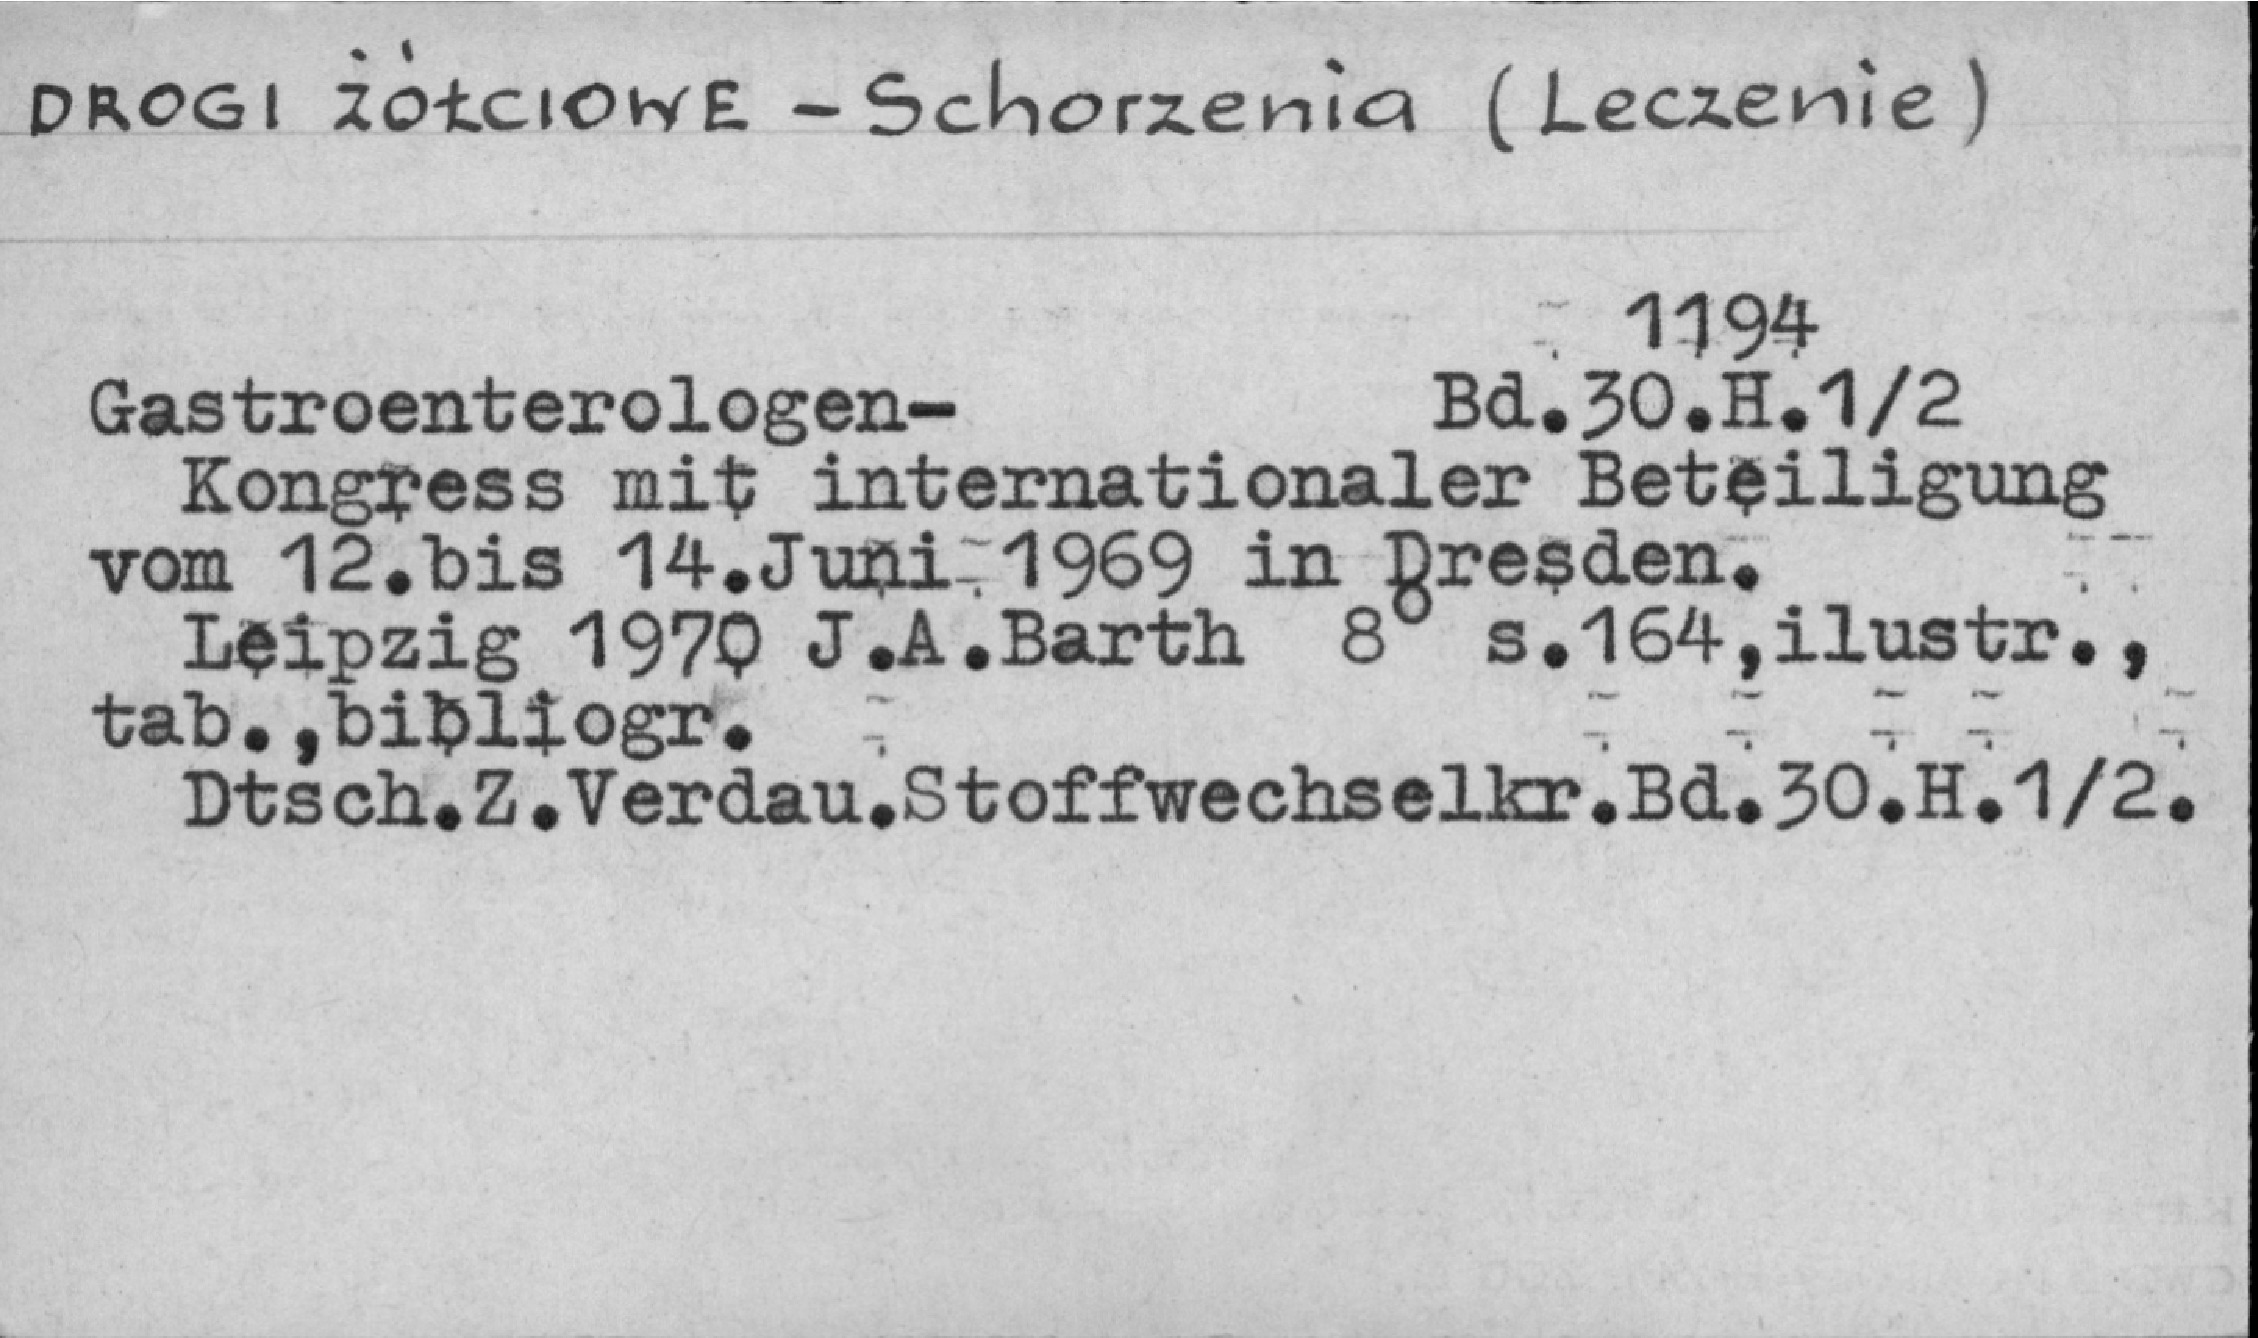 DROGI ŻÓŁCIOWE - Schorzenia (Leczenie)
1194
Gastroenterologen- Bd.30.H.1/2
Kongress mit internationaler Beteiligung
vom 12.bis 14.Juni 1969 in Dresden.
Leipzig 1970 J.A.Barth 8° s.164,ilustr.,
tab.,bibliogr.
Dtsch.Z.Verdau.Stoffwechselkr.Bd.30.H.1/2.